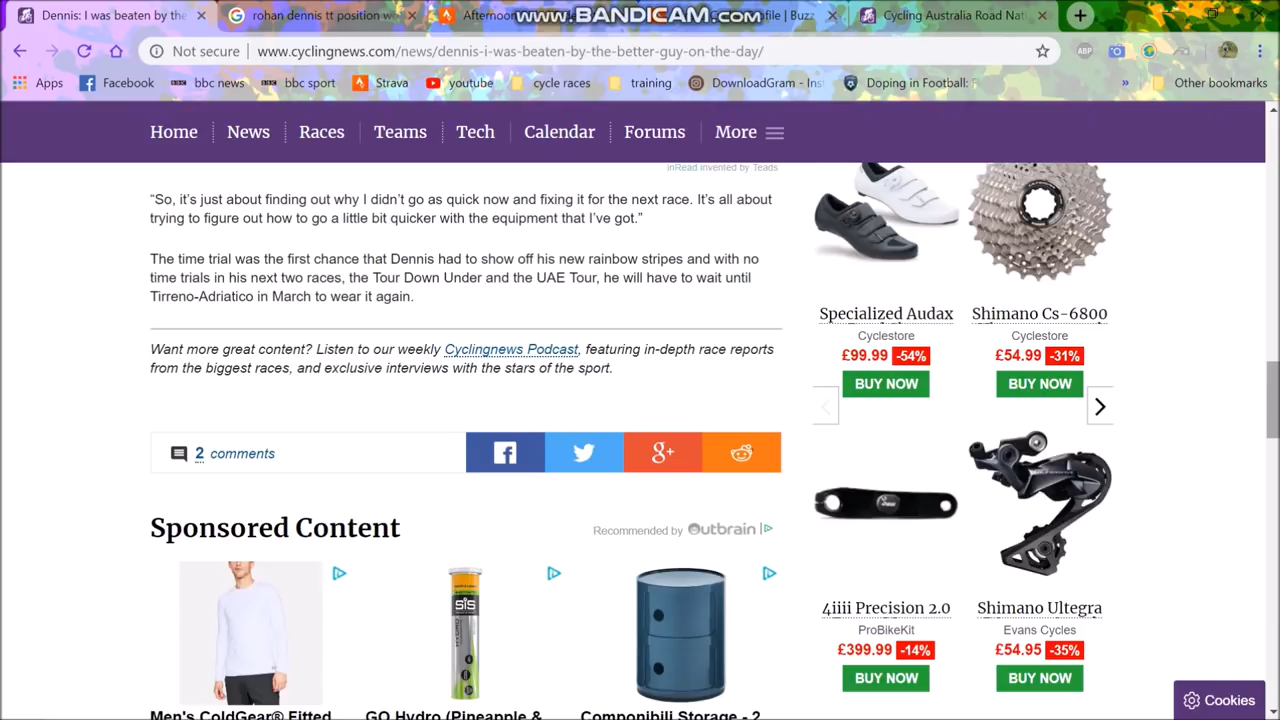 Dennis: I was beaten by the
rohan dennis tt position w
Afternoon
www.BANDICAM.com
file | Buzz
Cycling Australia Road Nat
Not secure
www.cyclingnews.com/news/dennis-i-was-beaten-by-the-better-guy-on-the-day/
ABP
Apps
Facebook
bbc news
bbc sport
Strava
youtube
cycle races
training
DownloadGram - Inst
Doping in Football: F
»
Other bookmarks
Home
News
Races
Teams
Tech
Calendar
Forums
More
inRead invented by Teads
“So, it’s just about finding out why I didn’t go as quick now and fixing it for the next race. It’s all about
trying to figure out how to go a little bit quicker with the equipment that I’ve got.”
The time trial was the first chance that Dennis had to show off his new rainbow stripes and with no
time trials in his next two races, the Tour Down Under and the UAE Tour, he will have to wait until
Tirreno-Adriatico in March to wear it again.
Want more great content? Listen to our weekly Cyclingnews Podcast, featuring in-depth race reports
from the biggest races, and exclusive interviews with the stars of the sport.
2 comments
Sponsored Content
Recommended by Outbrain
SiS
HYDRO
Men's ColdGear® Fitted
GO Hydro (Pineapple &
Componibili Storage - 2
Specialized Audax
Cyclestore
£99.99 -54%
BUY NOW
Shimano Cs-6800
Cyclestore
£54.99 -31%
BUY NOW
4iiii Precision 2.0
ProBikeKit
£399.99 -14%
BUY NOW
Shimano Ultegra
Evans Cycles
£54.95 -35%
BUY NOW
Cookies